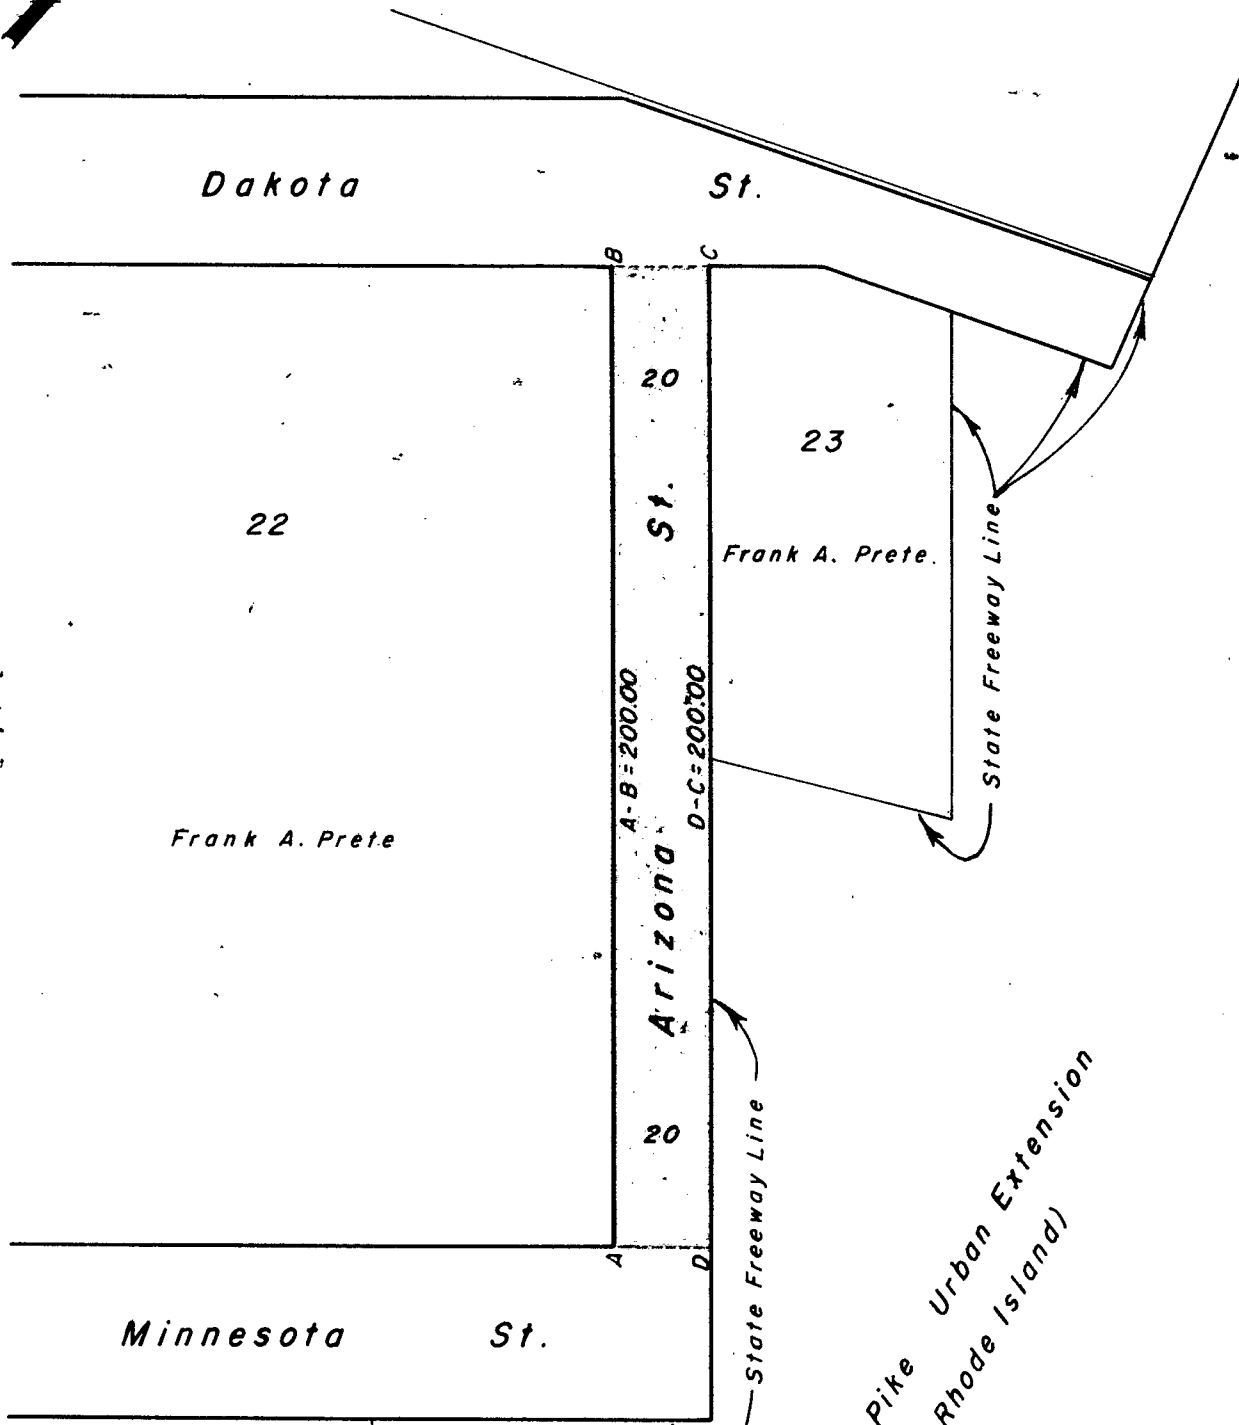 Dakota St.
B
C
20
23
22
St.
Frank A. Prete.
State Freeway Line
A-B=200.00
D-C=200.00
Frank A. Prete
Arizona
20
State Freeway Line
A
D
Minnesota St.
Pike Urban Extension
Rhode Island)